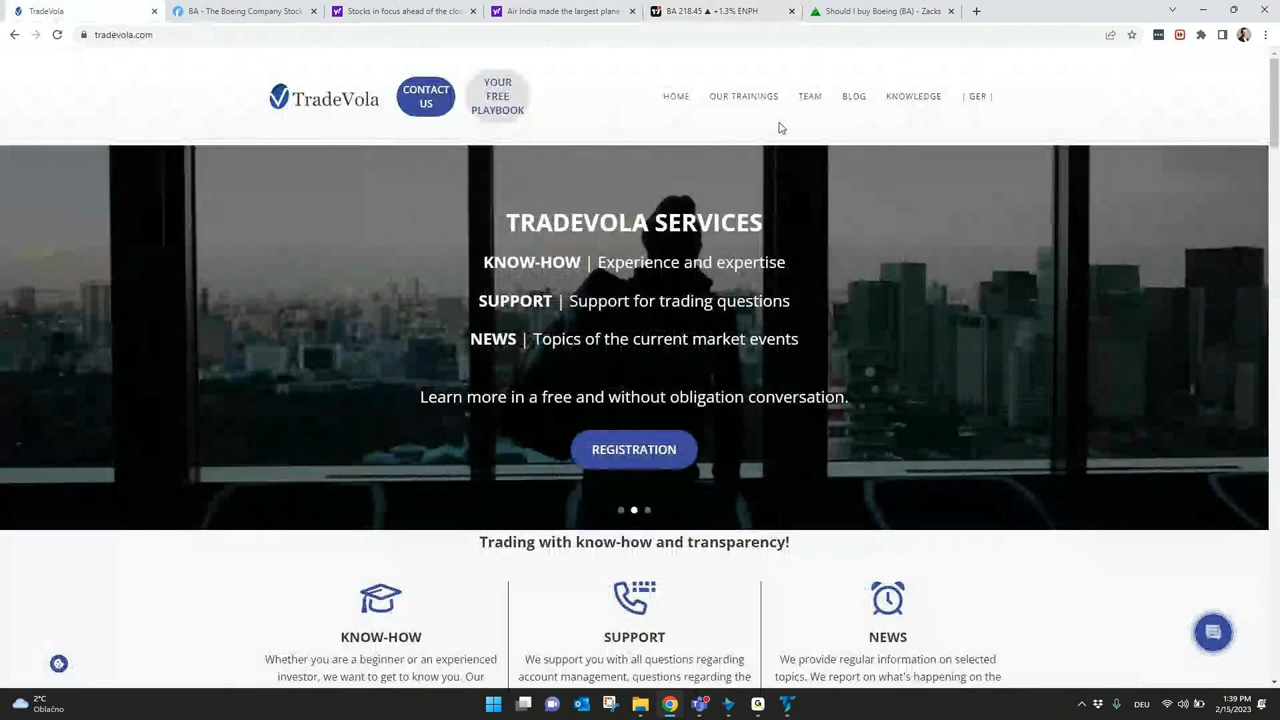 TradeVola
BA - The Boeing Company Stock
Stocks in focus ahead of the clos
Air India made the largest plane
BA 218.45 ▲ +1.3% ENPH
Should I buy Boeing (BA) - Zacks
tradevola.com
TradeVola
CONTACT
US
YOUR
FREE
PLAYBOOK
HOME
OUR TRAININGS
TEAM
BLOG
KNOWLEDGE
| GER |
TRADEVOLA SERVICES
KNOW-HOW | Experience and expertise
SUPPORT | Support for trading questions
NEWS | Topics of the current market events
Learn more in a free and without obligation conversation.
REGISTRATION
Trading with know-how and transparency!
KNOW-HOW
Whether you are a beginner or an experienced
investor, we want to get to know you. Our
SUPPORT
We support you with all questions regarding
account management, questions regarding the
NEWS
We provide regular information on selected
topics. We report on what's happening on the
2°C
Oblačno
DEU
1:39 PM
2/15/2023